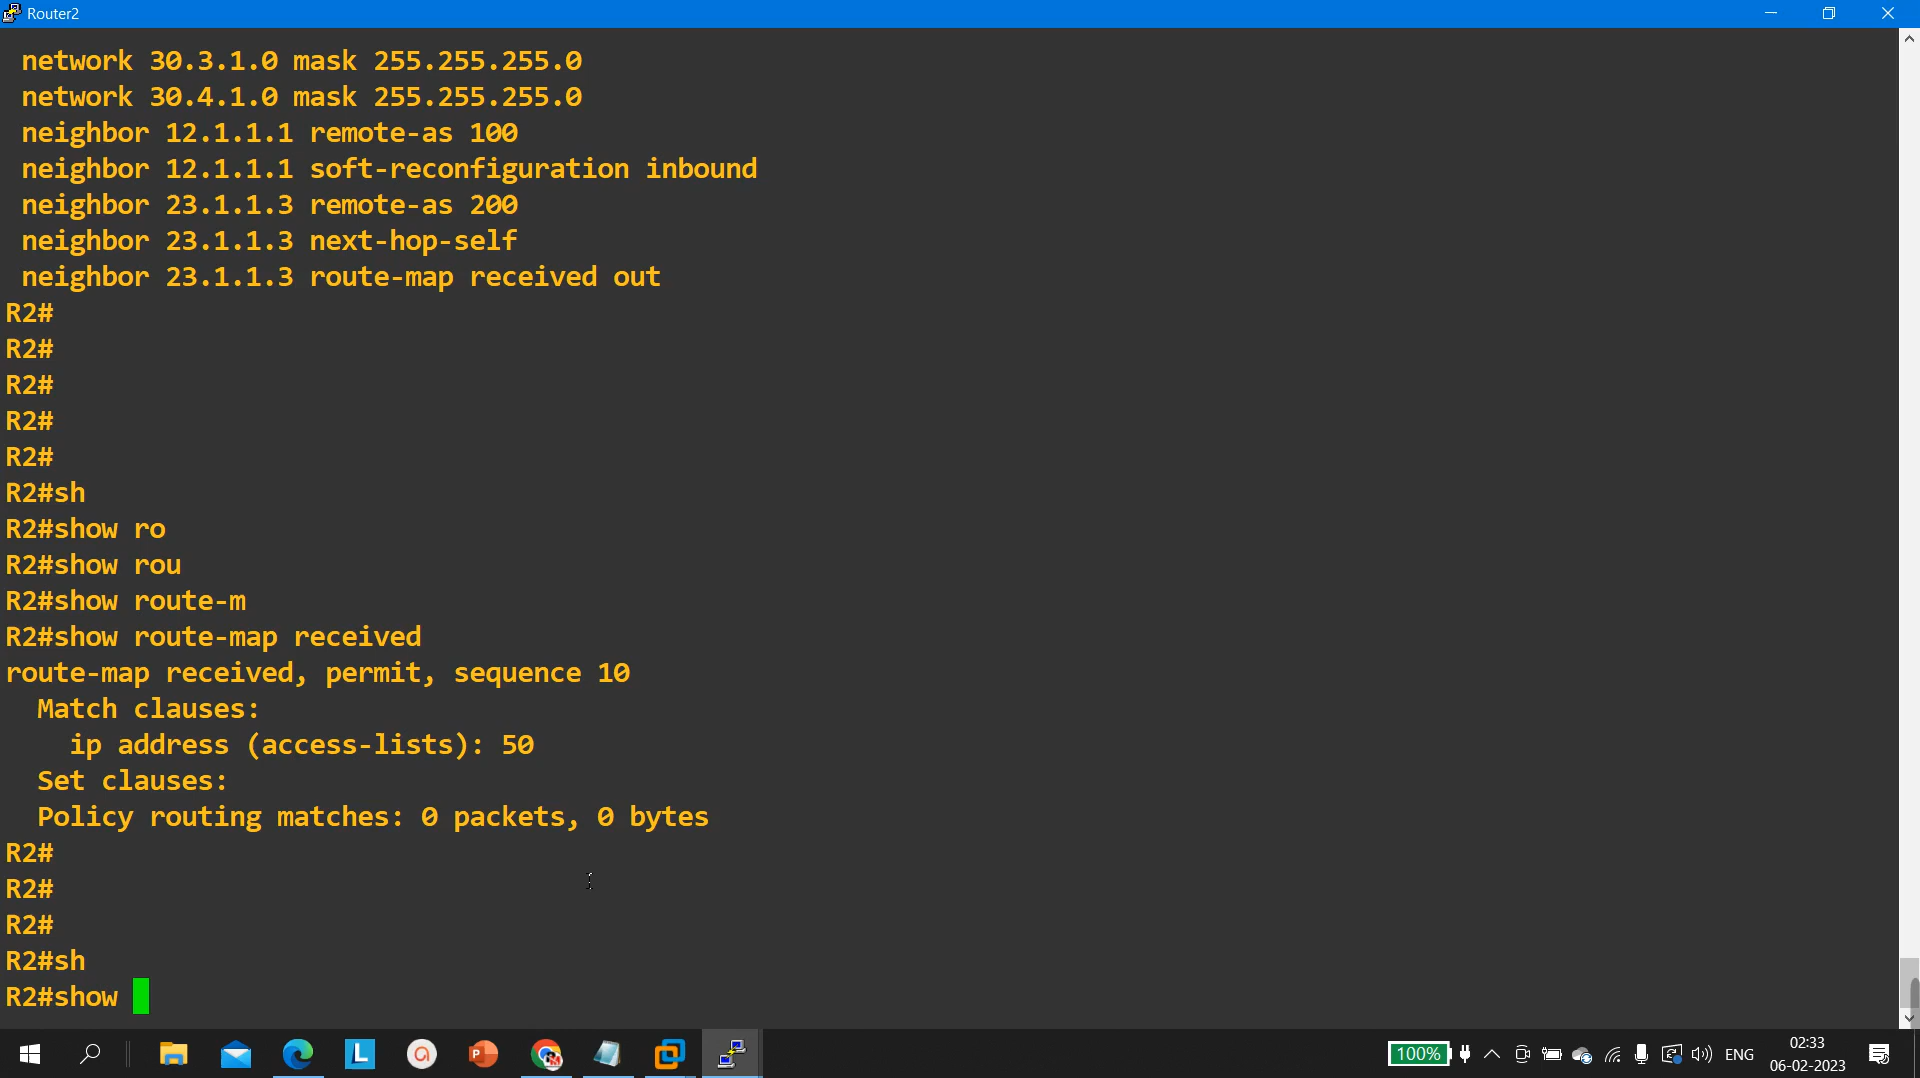 Router2
network 30.3.1.0 mask 255.255.255.0
network 30.4.1.0 mask 255.255.255.0
neighbor 12.1.1.1 remote-as 100
neighbor 12.1.1.1 soft-reconfiguration inbound
neighbor 23.1.1.3 remote-as 200
neighbor 23.1.1.3 next-hop-self
neighbor 23.1.1.3 route-map received out
R2#
R2#
R2#
R2#
R2#
R2#sh
R2#show ro
R2#show rou
R2#show route-m
R2#show route-map received
route-map received, permit, sequence 10
Match clauses:
ip address (access-lists): 50
Set clauses:
Policy routing matches: 0 packets, 0 bytes
R2#
R2#
R2#
R2#sh
R2#show
L
a
P
100%
ENG
02:33
06-02-2023